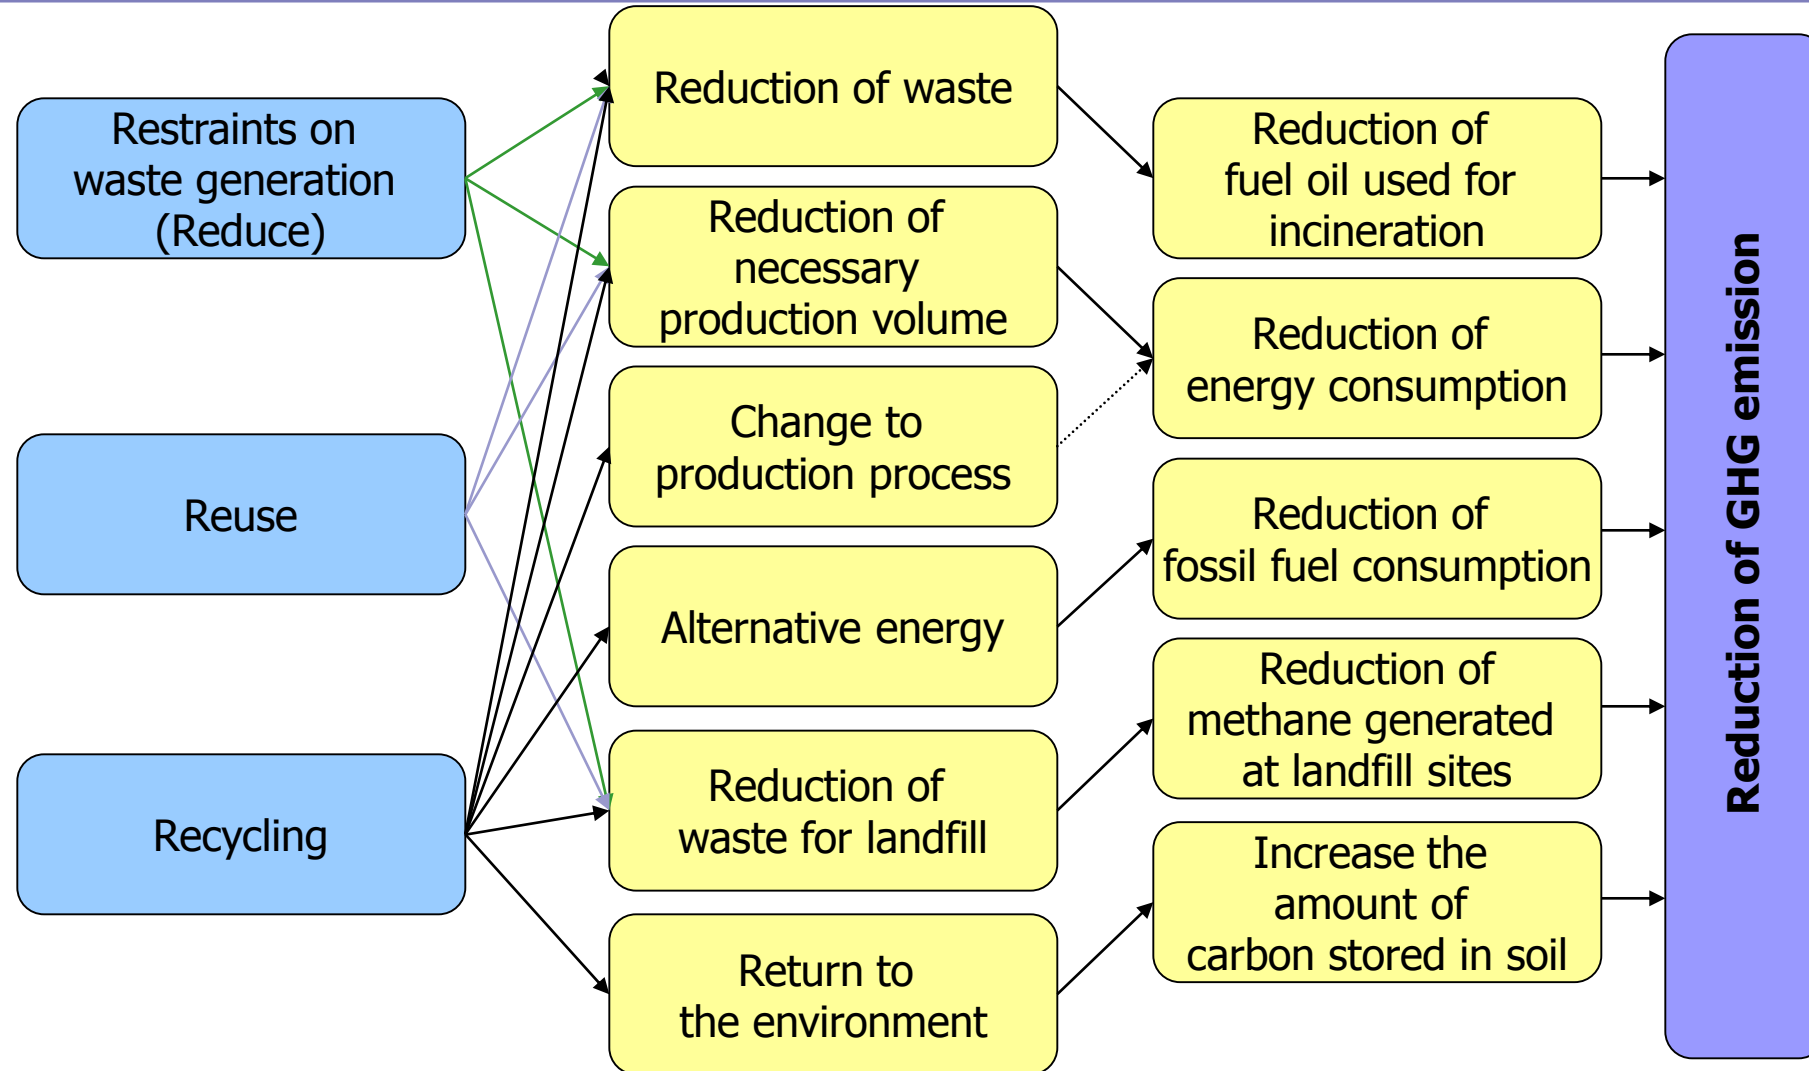 Restraints on
waste generation
(Reduce)
Reuse
Recycling
Reduction of waste
Reduction of
necessary
production volume
Change to
production process
Alternative energy
Reduction of
waste for landfill
Return to
the environment
Reduction of
fuel oil used for
incineration
Reduction of
energy consumption
Reduction of
fossil fuel consumption
Reduction of
methane generated
at landfill sites
Increase the
amount of
carbon stored in soil
Reduction of GHG emission